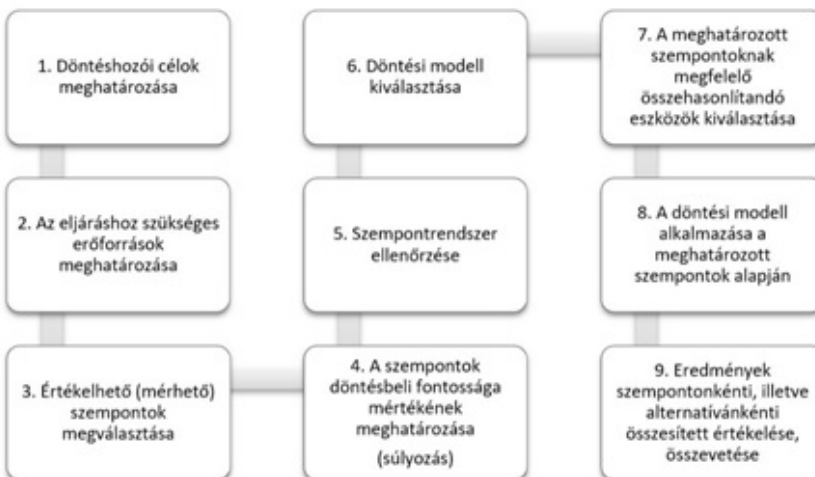 1. Döntéshozói célok
meghatározása
2. Az eljáráshoz szükséges
erőforrások
meghatározása
3. Értékelhető (mérhető)
szempontok
megválasztása
4. A szempontok
döntésbeli fontossága
mértékének
meghatározása
(súlyozás)
5. Szempontrendszer
ellenőrzése
6. Döntési modell
kiválasztása
7. A meghatározott
szempontoknak
megfelelő
összehasonlítandó
eszközök kiválasztása
8. A döntési modell
alkalmazása a
meghatározott
szempontok alapján
9. Eredmények
szempontonkénti, illetve
alternatívánkénti
összesített értékelése,
összevetése